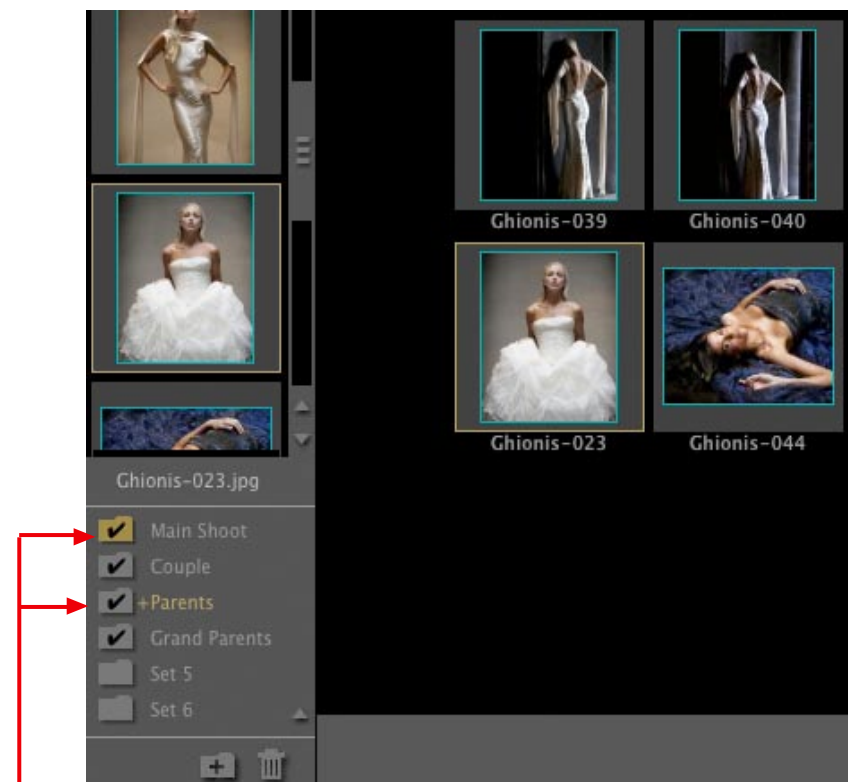 Ghionis-039
Ghionis-040
Ghionis-023
Ghionis-044
Ghionis-023.jpg
Main Shoot
Couple
+Parents
Grand Parents
Set 5
Set 6